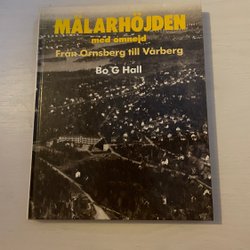 MÄLARHÖJDEN
med omnejd
Från Örnsberg till Vårberg
Bo G Hall